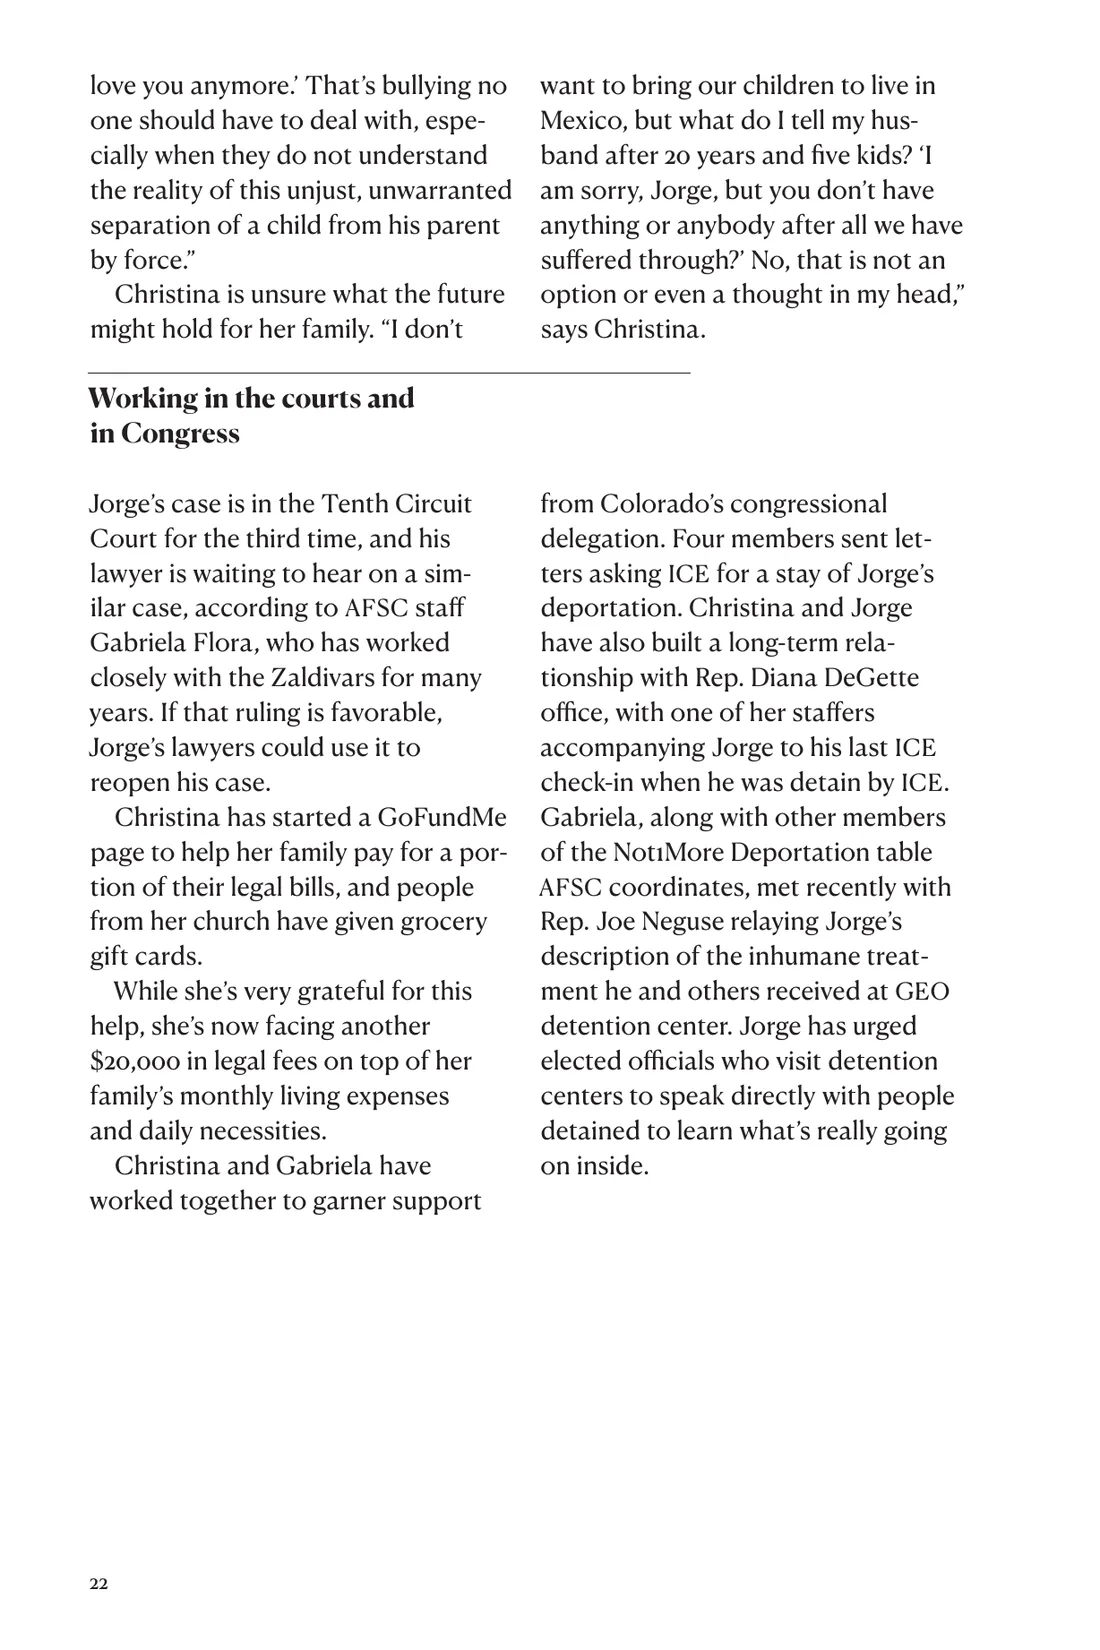 love you anymore.’ That’s bullying no
one should have to deal with, espe-
cially when they do not understand
the reality of this unjust, unwarranted
separation of a child from his parent
by force.”
Christina is unsure what the future
might hold for her family. “I don’t
want to bring our children to live in
Mexico, but what do I tell my hus-
band after 20 years and five kids? ‘I
am sorry, Jorge, but you don’t have
anything or anybody after all we have
suffered through?’ No, that is not an
option or even a thought in my head,”
says Christina.
Working in the courts and
in Congress
Jorge’s case is in the Tenth Circuit
Court for the third time, and his
lawyer is waiting to hear on a sim-
ilar case, according to AFSC staff
Gabriela Flora, who has worked
closely with the Zaldivars for many
years. If that ruling is favorable,
Jorge’s lawyers could use it to
reopen his case.
Christina has started a GoFundMe
page to help her family pay for a por-
tion of their legal bills, and people
from her church have given grocery
gift cards.
While she’s very grateful for this
help, she’s now facing another
$20,000 in legal fees on top of her
family’s monthly living expenses
and daily necessities.
Christina and Gabriela have
worked together to garner support
from Colorado’s congressional
delegation. Four members sent let-
ters asking ICE for a stay of Jorge’s
deportation. Christina and Jorge
have also built a long-term rela-
tionship with Rep. Diana DeGette
office, with one of her staffers
accompanying Jorge to his last ICE
check-in when he was detain by ICE.
Gabriela, along with other members
of the Not1More Deportation table
AFSC coordinates, met recently with
Rep. Joe Neguse relaying Jorge’s
description of the inhumane treat-
ment he and others received at GEO
detention center. Jorge has urged
elected officials who visit detention
centers to speak directly with people
detained to learn what’s really going
on inside.
22